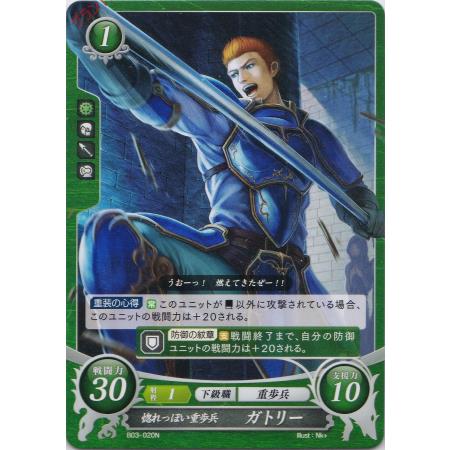 1
うおーっ! 燃えてきたぜー!!
重装の心得 常 このユニットが■以外に攻撃されている場合、
このユニットの戦闘力は+20される。
防御の紋章 支 戦闘終了まで、自分の防御
ユニットの戦闘力は+20される。
戦闘力 30
射程 1 下級職 重歩兵
支援力 10
惚れっぽい重歩兵 ガトリー
B03-020N
Illust: Nk+